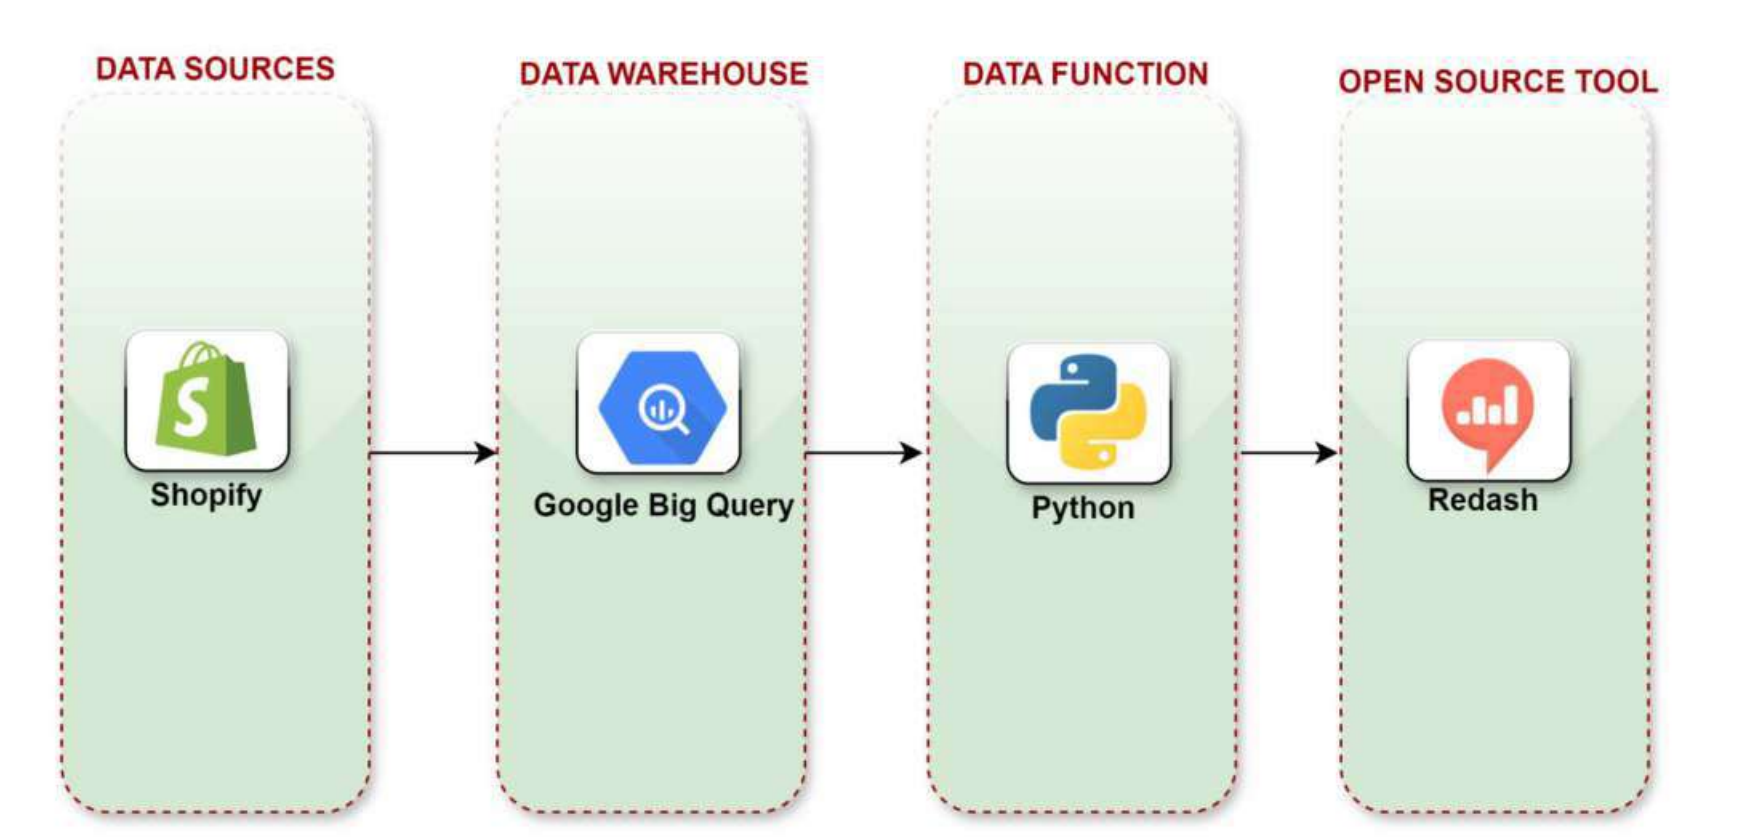 DATA SOURCES
DATA WAREHOUSE
DATA FUNCTION
OPEN SOURCE TOOL
S
Shopify
Google Big Query
Python
Redash